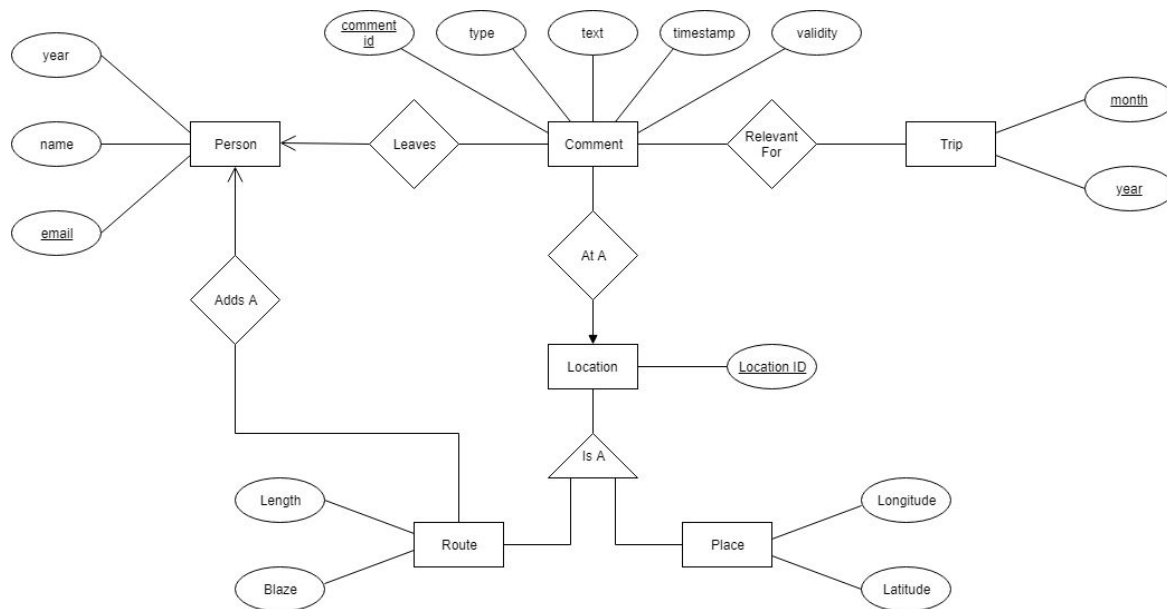 comment
id
type
text
timestamp
validity
year
month
name
Person
Leaves
Comment
Relevant
For
Trip
year
email
At A
Adds A
Location
Location ID
Is A
Length
Longitude
Route
Place
Blaze
Latitude